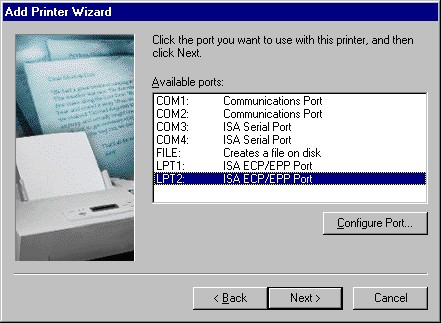 Add Printer Wizard
Click the port you want to use with this printer, and then
click Next.
Available ports:
COM1: Communications Port
COM2: Communications Port
COM3: ISA Serial Port
COM4: ISA Serial Port
FILE: Creates a file on disk
LPT1: ISA ECP/EPP Port
LPT2: ISA ECP/EPP Port
Configure Port...
< Back
Next >
Cancel